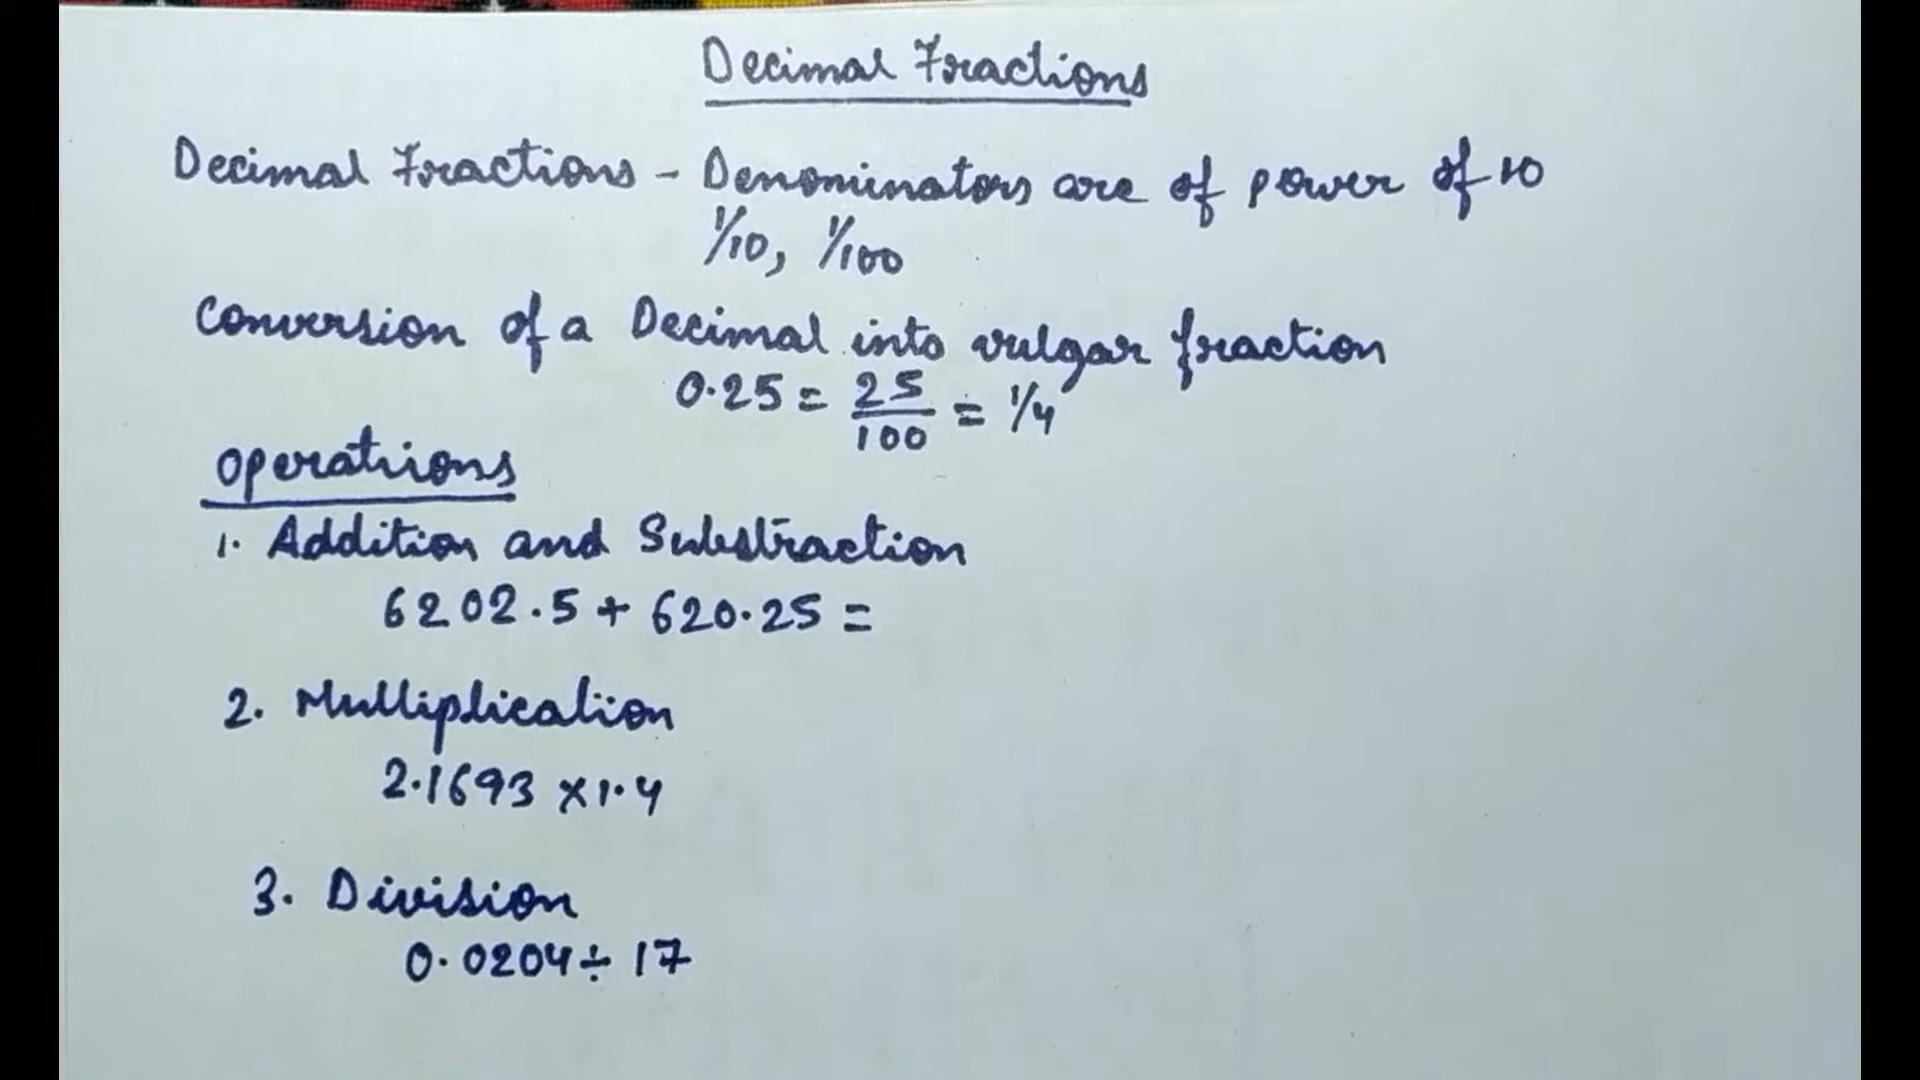 Decimal Fractions
Decimal Fractions - Denominators are of power of 10
1/10, 1/100
Conversion of a Decimal into vulgar fraction
0.25 = 25/100 = 1/4
Operations
1. Addition and Substraction
6202.5 + 620.25 =
2. Multiplication
2.1693 × 1.4
3. Division
0.0204 ÷ 17